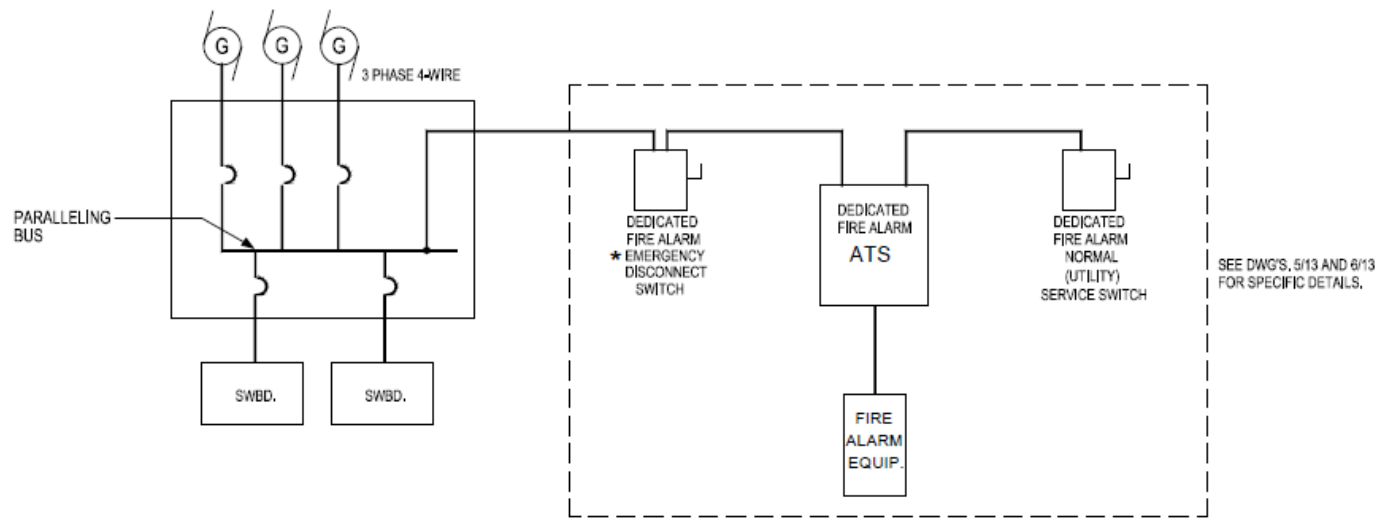 G G G
3 PHASE 4-WIRE
PARALLELING
BUS
SWBD.
SWBD.
DEDICATED
FIRE ALARM
* EMERGENCY
DISCONNECT
SWITCH
DEDICATED
FIRE ALARM
ATS
FIRE
ALARM
EQUIP.
DEDICATED
FIRE ALARM
NORMAL
(UTILITY)
SERVICE SWITCH
SEE DWG'S. 5/13 AND 6/13
FOR SPECIFIC DETAILS.